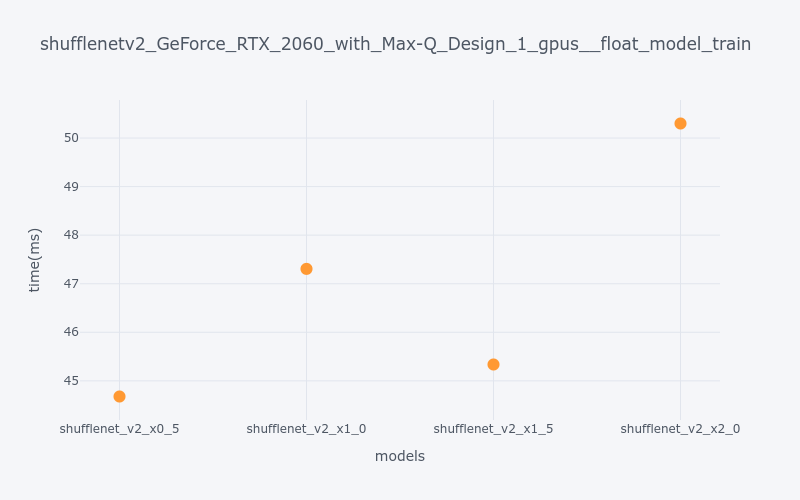 shufflenetv2_GeForce_RTX_2060_with_Max-Q_Design_1_gpus__float_model_train
50
49
48
47
46
45
time(ms)
shufflenet_v2_x0_5 shufflenet_v2_x1_0 shufflenet_v2_x1_5 shufflenet_v2_x2_0
models